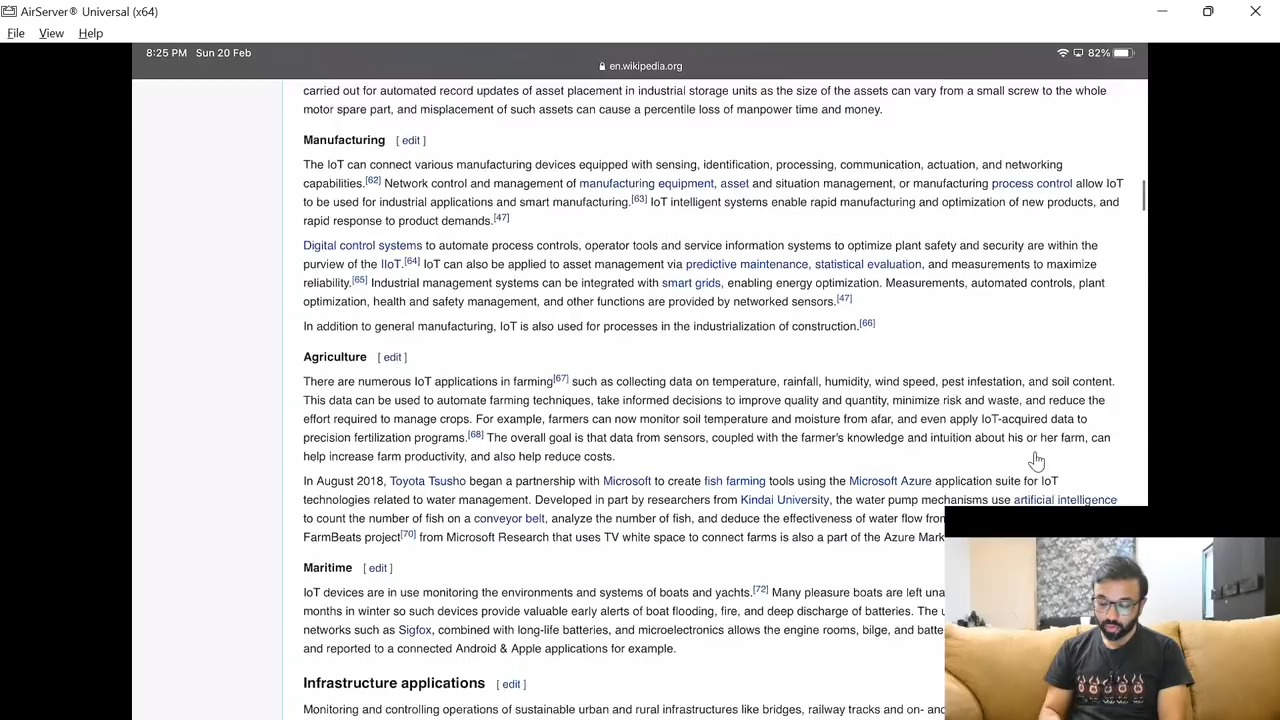 AirServer® Universal (x64)
File View Help
8:25 PM Sun 20 Feb
82%
en.wikipedia.org
carried out for automated record updates of asset placement in industrial storage units as the size of the assets can vary from a small screw to the whole
motor spare part, and misplacement of such assets can cause a percentile loss of manpower time and money.
Manufacturing [ edit ]
The IoT can connect various manufacturing devices equipped with sensing, identification, processing, communication, actuation, and networking
capabilities.[62] Network control and management of manufacturing equipment, asset and situation management, or manufacturing process control allow IoT
to be used for industrial applications and smart manufacturing.[63] IoT intelligent systems enable rapid manufacturing and optimization of new products, and
rapid response to product demands.[47]
Digital control systems to automate process controls, operator tools and service information systems to optimize plant safety and security are within the
purview of the IIoT.[64] IoT can also be applied to asset management via predictive maintenance, statistical evaluation, and measurements to maximize
reliability.[65] Industrial management systems can be integrated with smart grids, enabling energy optimization. Measurements, automated controls, plant
optimization, health and safety management, and other functions are provided by networked sensors.[47]
In addition to general manufacturing, IoT is also used for processes in the industrialization of construction.[66]
Agriculture [ edit ]
There are numerous IoT applications in farming[67] such as collecting data on temperature, rainfall, humidity, wind speed, pest infestation, and soil content.
This data can be used to automate farming techniques, take informed decisions to improve quality and quantity, minimize risk and waste, and reduce the
effort required to manage crops. For example, farmers can now monitor soil temperature and moisture from afar, and even apply IoT-acquired data to
precision fertilization programs.[68] The overall goal is that data from sensors, coupled with the farmer's knowledge and intuition about his or her farm, can
help increase farm productivity, and also help reduce costs.
In August 2018, Toyota Tsusho began a partnership with Microsoft to create fish farming tools using the Microsoft Azure application suite for IoT
technologies related to water management. Developed in part by researchers from Kindai University, the water pump mechanisms use artificial intelligence
to count the number of fish on a conveyor belt, analyze the number of fish, and deduce the effectiveness of water flow from
FarmBeats project[70] from Microsoft Research that uses TV white space to connect farms is also a part of the Azure Mark
Maritime [ edit ]
IoT devices are in use monitoring the environments and systems of boats and yachts.[72] Many pleasure boats are left una
months in winter so such devices provide valuable early alerts of boat flooding, fire, and deep discharge of batteries. The u
networks such as Sigfox, combined with long-life batteries, and microelectronics allows the engine rooms, bilge, and batte
and reported to a connected Android & Apple applications for example.
Infrastructure applications [ edit ]
Monitoring and controlling operations of sustainable urban and rural infrastructures like bridges, railway tracks and on- and